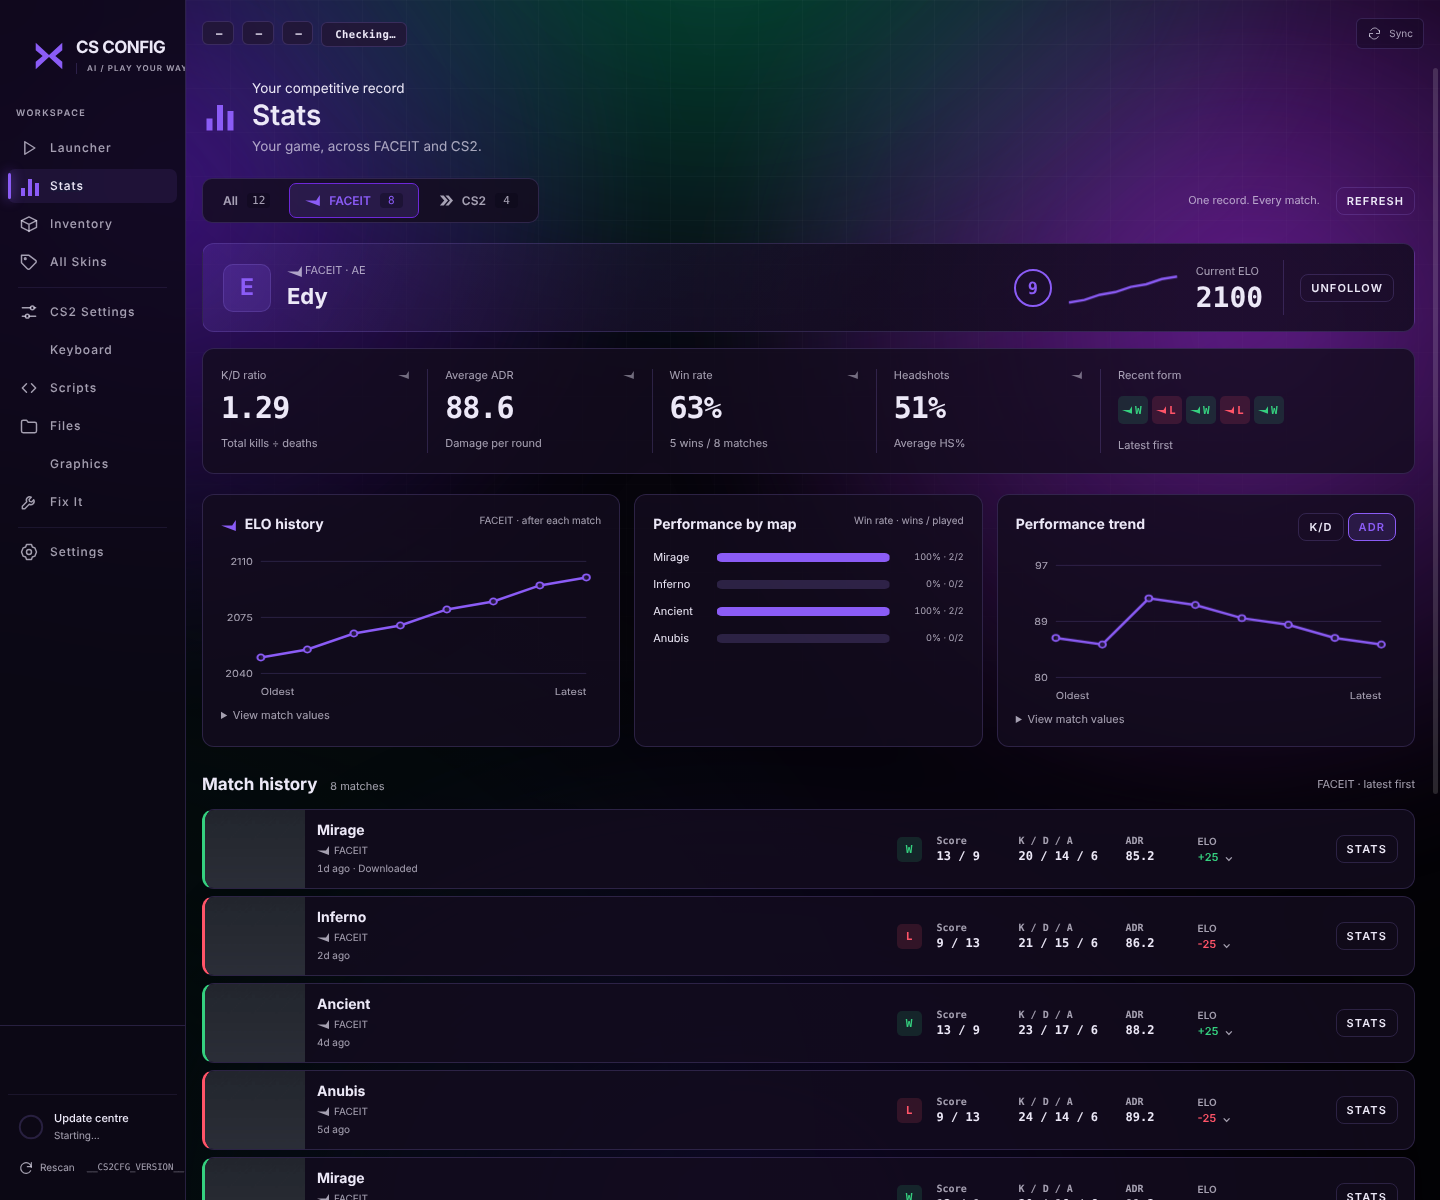 CS CONFIG
AI / PLAY YOUR WAY
WORKSPACE
Launcher
Stats
Inventory
All Skins
CS2 Settings
Keyboard
Scripts
Files
Graphics
Fix It
Settings
Update centre
Starting…
Rescan __CS2CFG_VERSION__
– – – Checking…
Sync
Your competitive record
Stats
Your game, across FACEIT and CS2.
All 12 FACEIT 8 CS2 4
One record. Every match. REFRESH
E
FACEIT · AE
Edy
9
Current ELO
2100
UNFOLLOW
K/D ratio
1.29
Total kills ÷ deaths
Average ADR
88.6
Damage per round
Win rate
63%
5 wins / 8 matches
Headshots
51%
Average HS%
Recent form
W L W L W
Latest first
ELO history FACEIT · after each match
2110
2075
2040
Oldest Latest
▶ View match values
Performance by map Win rate · wins / played
Mirage 100% · 2/2
Inferno 0% · 0/2
Ancient 100% · 2/2
Anubis 0% · 0/2
Performance trend K/D ADR
97
89
80
Oldest Latest
▶ View match values
Match history 8 matches FACEIT · latest first
Mirage
FACEIT
1d ago · Downloaded
W
Score K / D / A ADR ELO
13 / 9 20 / 14 / 6 85.2 +25
STATS
Inferno
FACEIT
2d ago
L
Score K / D / A ADR ELO
9 / 13 21 / 15 / 6 86.2 -25
STATS
Ancient
FACEIT
4d ago
W
Score K / D / A ADR ELO
13 / 9 23 / 17 / 6 88.2 +25
STATS
Anubis
FACEIT
5d ago
L
Score K / D / A ADR ELO
9 / 13 24 / 14 / 6 89.2 -25
STATS
Mirage
FACEIT
W
Score K / D / A ADR ELO
STATS